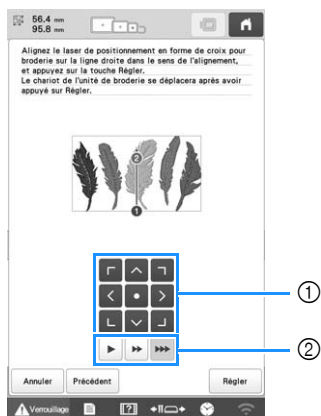 56.4 mm
95.8 mm
Alignez le laser de positionnement en forme de croix pour
broderie sur la ligne droite dans le sens de l'alignement,
et appuyez sur la touche Régler.
Le chariot de l'unité de broderie se déplacera après avoir
appuyé sur Régler.
2
1
①
②
Annuler
Précédent
Régler
Verrouillage
?